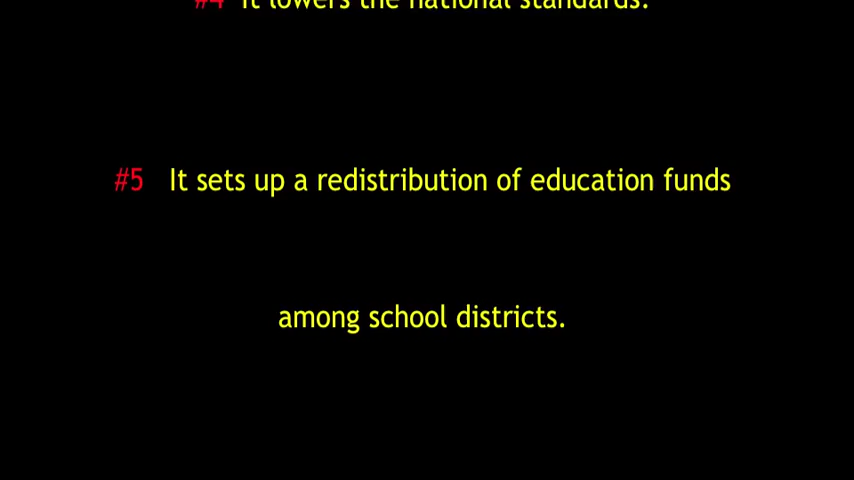 #4 It lowers the national standards.
#5 It sets up a redistribution of education funds
among school districts.